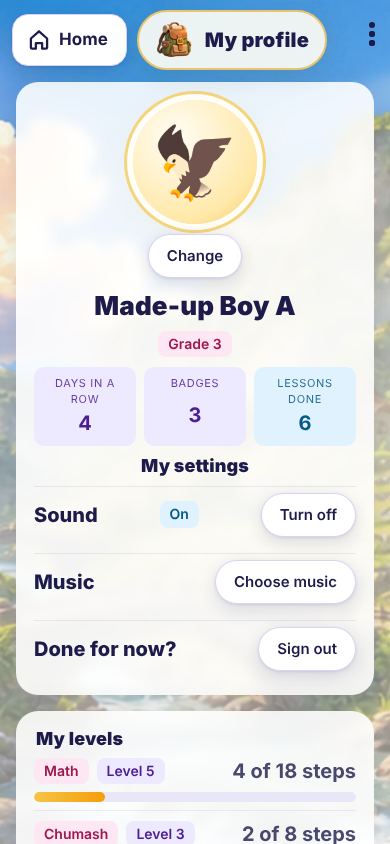 Home
My profile
Change
Made-up Boy A
Grade 3
DAYS IN A
ROW
4
BADGES
3
LESSONS
DONE
6
My settings
Sound
On
Turn off
Music
Choose music
Done for now?
Sign out
My levels
Math
Level 5
4 of 18 steps
Chumash
Level 3
2 of 8 steps